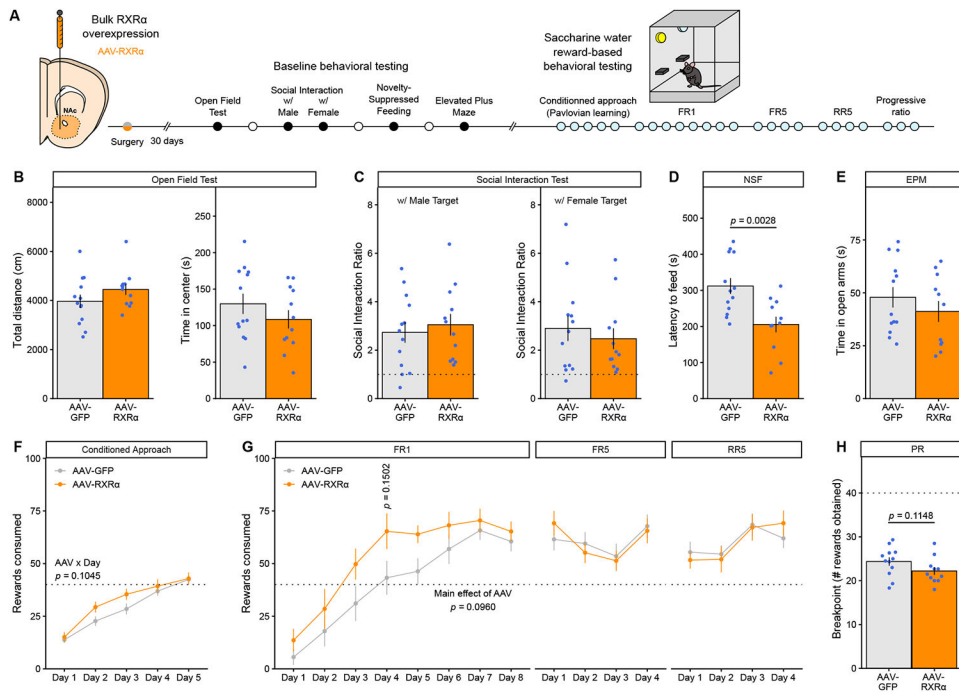 A
Bulk RXRα
overexpression
AAV-RXRα
NAc
Surgery
30 days
Baseline behavioral testing
Open Field
Test
Social Interaction
w/
Male
w/
Female
Novelty-
Suppressed
Feeding
Elevated Plus
Maze
Saccharine water
reward-based
behavioral testing
Conditionned approach
(Pavlovian learning)
FR1
FR5
RR5
Progressive
ratio
B
Open Field Test
Total distance (cm)
6000
4000
2000
0
AAV-
GFP
AAV-
RXRα
Time in center (s)
250
200
150
100
50
0
AAV-
GFP
AAV-
RXRα
C
Social Interaction Test
w/ Male Target
Social Interaction Ratio
8
6
4
2
0
AAV-
GFP
AAV-
RXRα
w/ Female Target
Social Interaction Ratio
8
6
4
2
0
AAV-
GFP
AAV-
RXRα
D
NSF
p = 0.0028
Latency to feed (s)
500
400
300
200
100
0
AAV-
GFP
AAV-
RXRα
E
EPM
Time in open arms (s)
75
50
25
0
AAV-
GFP
AAV-
RXRα
F
Conditioned Approach
AAV-GFP
AAV-RXRα
Rewards consumed
100
75
50
25
0
AAV x Day
p = 0.1045
Day 1 Day 2 Day 3 Day 4 Day 5
G
FR1
FR5
RR5
AAV-GFP
AAV-RXRα
p = 0.1502
Rewards consumed
100
75
50
25
0
Main effect of AAV
p = 0.0960
Day 1 Day 2 Day 3 Day 4 Day 5 Day 6 Day 7 Day 8
Day 1 Day 2 Day 3 Day 4
Day 1 Day 2 Day 3 Day 4
H
PR
p = 0.1148
Breakpoint (# rewards obtained)
40
30
20
10
0
AAV-
GFP
AAV-
RXRα